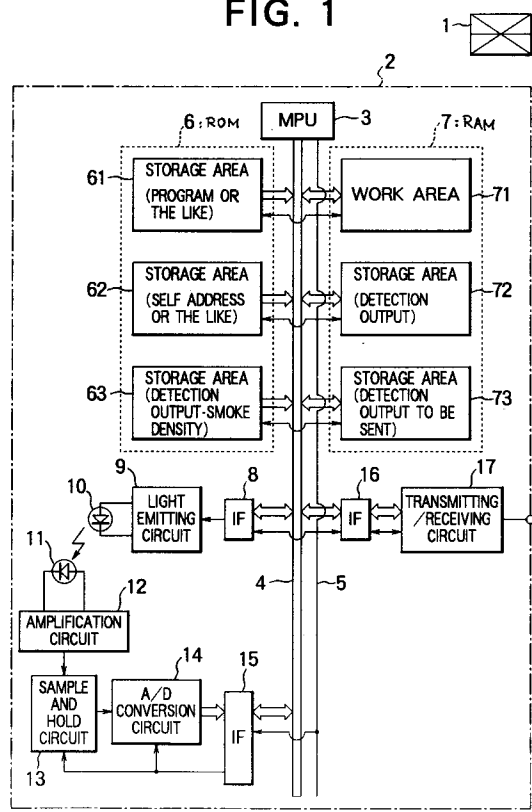 FIG. 1
1
2
6 : ROM
MPU
3
7 : RAM
61
STORAGE AREA
(PROGRAM OR
THE LIKE)
WORK AREA
71
62
STORAGE AREA
(SELF ADDRESS
OR THE LIKE)
STORAGE AREA
(DETECTION
OUTPUT)
72
63
STORAGE AREA
(DETECTION
OUTPUT-SMOKE
DENSITY)
STORAGE AREA
(DETECTION
OUTPUT TO BE
SENT)
73
9
8
16
17
10
LIGHT
EMITTING
CIRCUIT
IF
IF
TRANSMITTING
/RECEIVING
CIRCUIT
11
12
4
5
AMPLIFICATION
CIRCUIT
14
15
SAMPLE
AND
HOLD
CIRCUIT
A/D
CONVERSION
CIRCUIT
IF
13